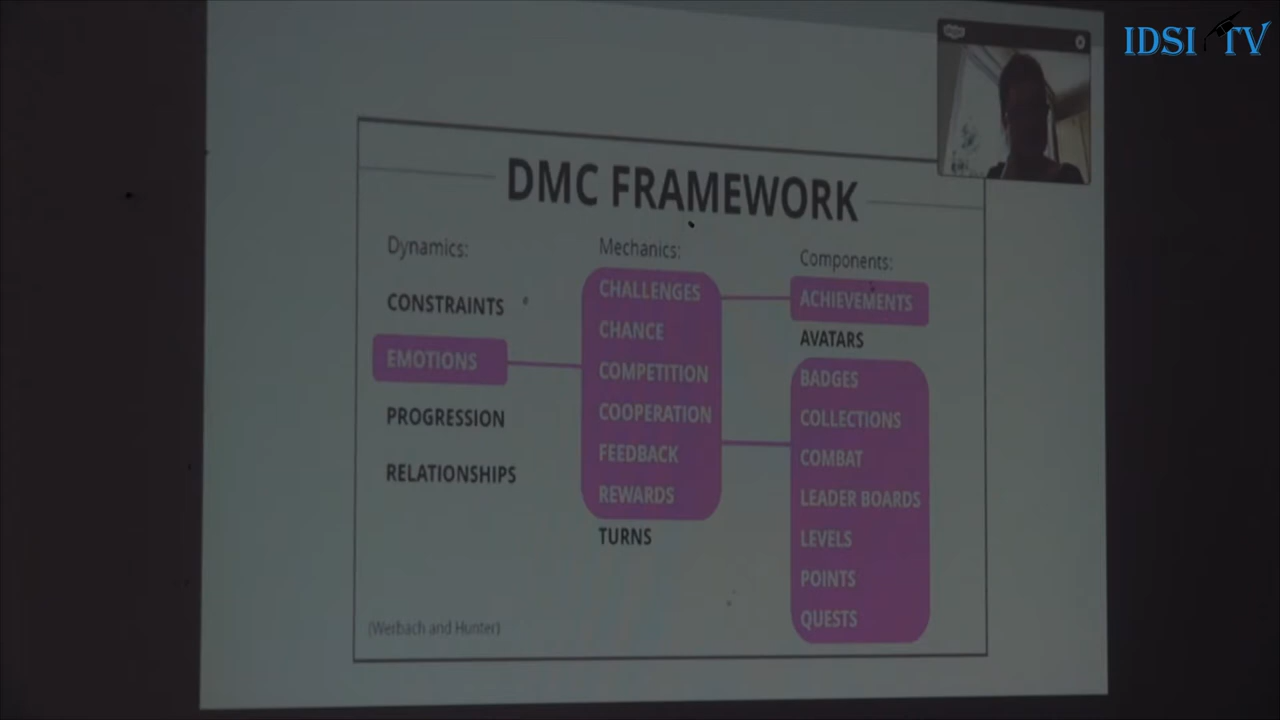 IDSI TV
DMC FRAMEWORK
Dynamics:
CONSTRAINTS
EMOTIONS
PROGRESSION
RELATIONSHIPS
Mechanics:
CHALLENGES
CHANCE
COMPETITION
COOPERATION
FEEDBACK
REWARDS
TURNS
Components:
ACHIEVEMENTS
AVATARS
BADGES
COLLECTIONS
COMBAT
LEADER BOARDS
LEVELS
POINTS
QUESTS
(Werbach and Hunter)